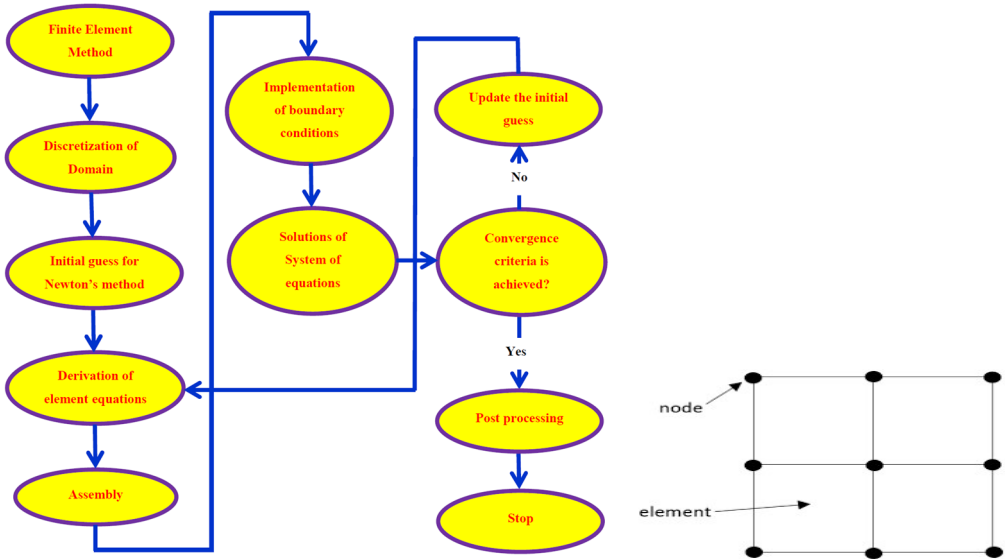 Finite Element
Method
Discretization of
Domain
Initial guess for
Newton's method
Derivation of
element equations
Assembly
Implementation
of boundary
conditions
Solutions of
System of
equations
Convergence
criteria is
achieved?
No
Update the initial
guess
Yes
Post processing
Stop
node
element